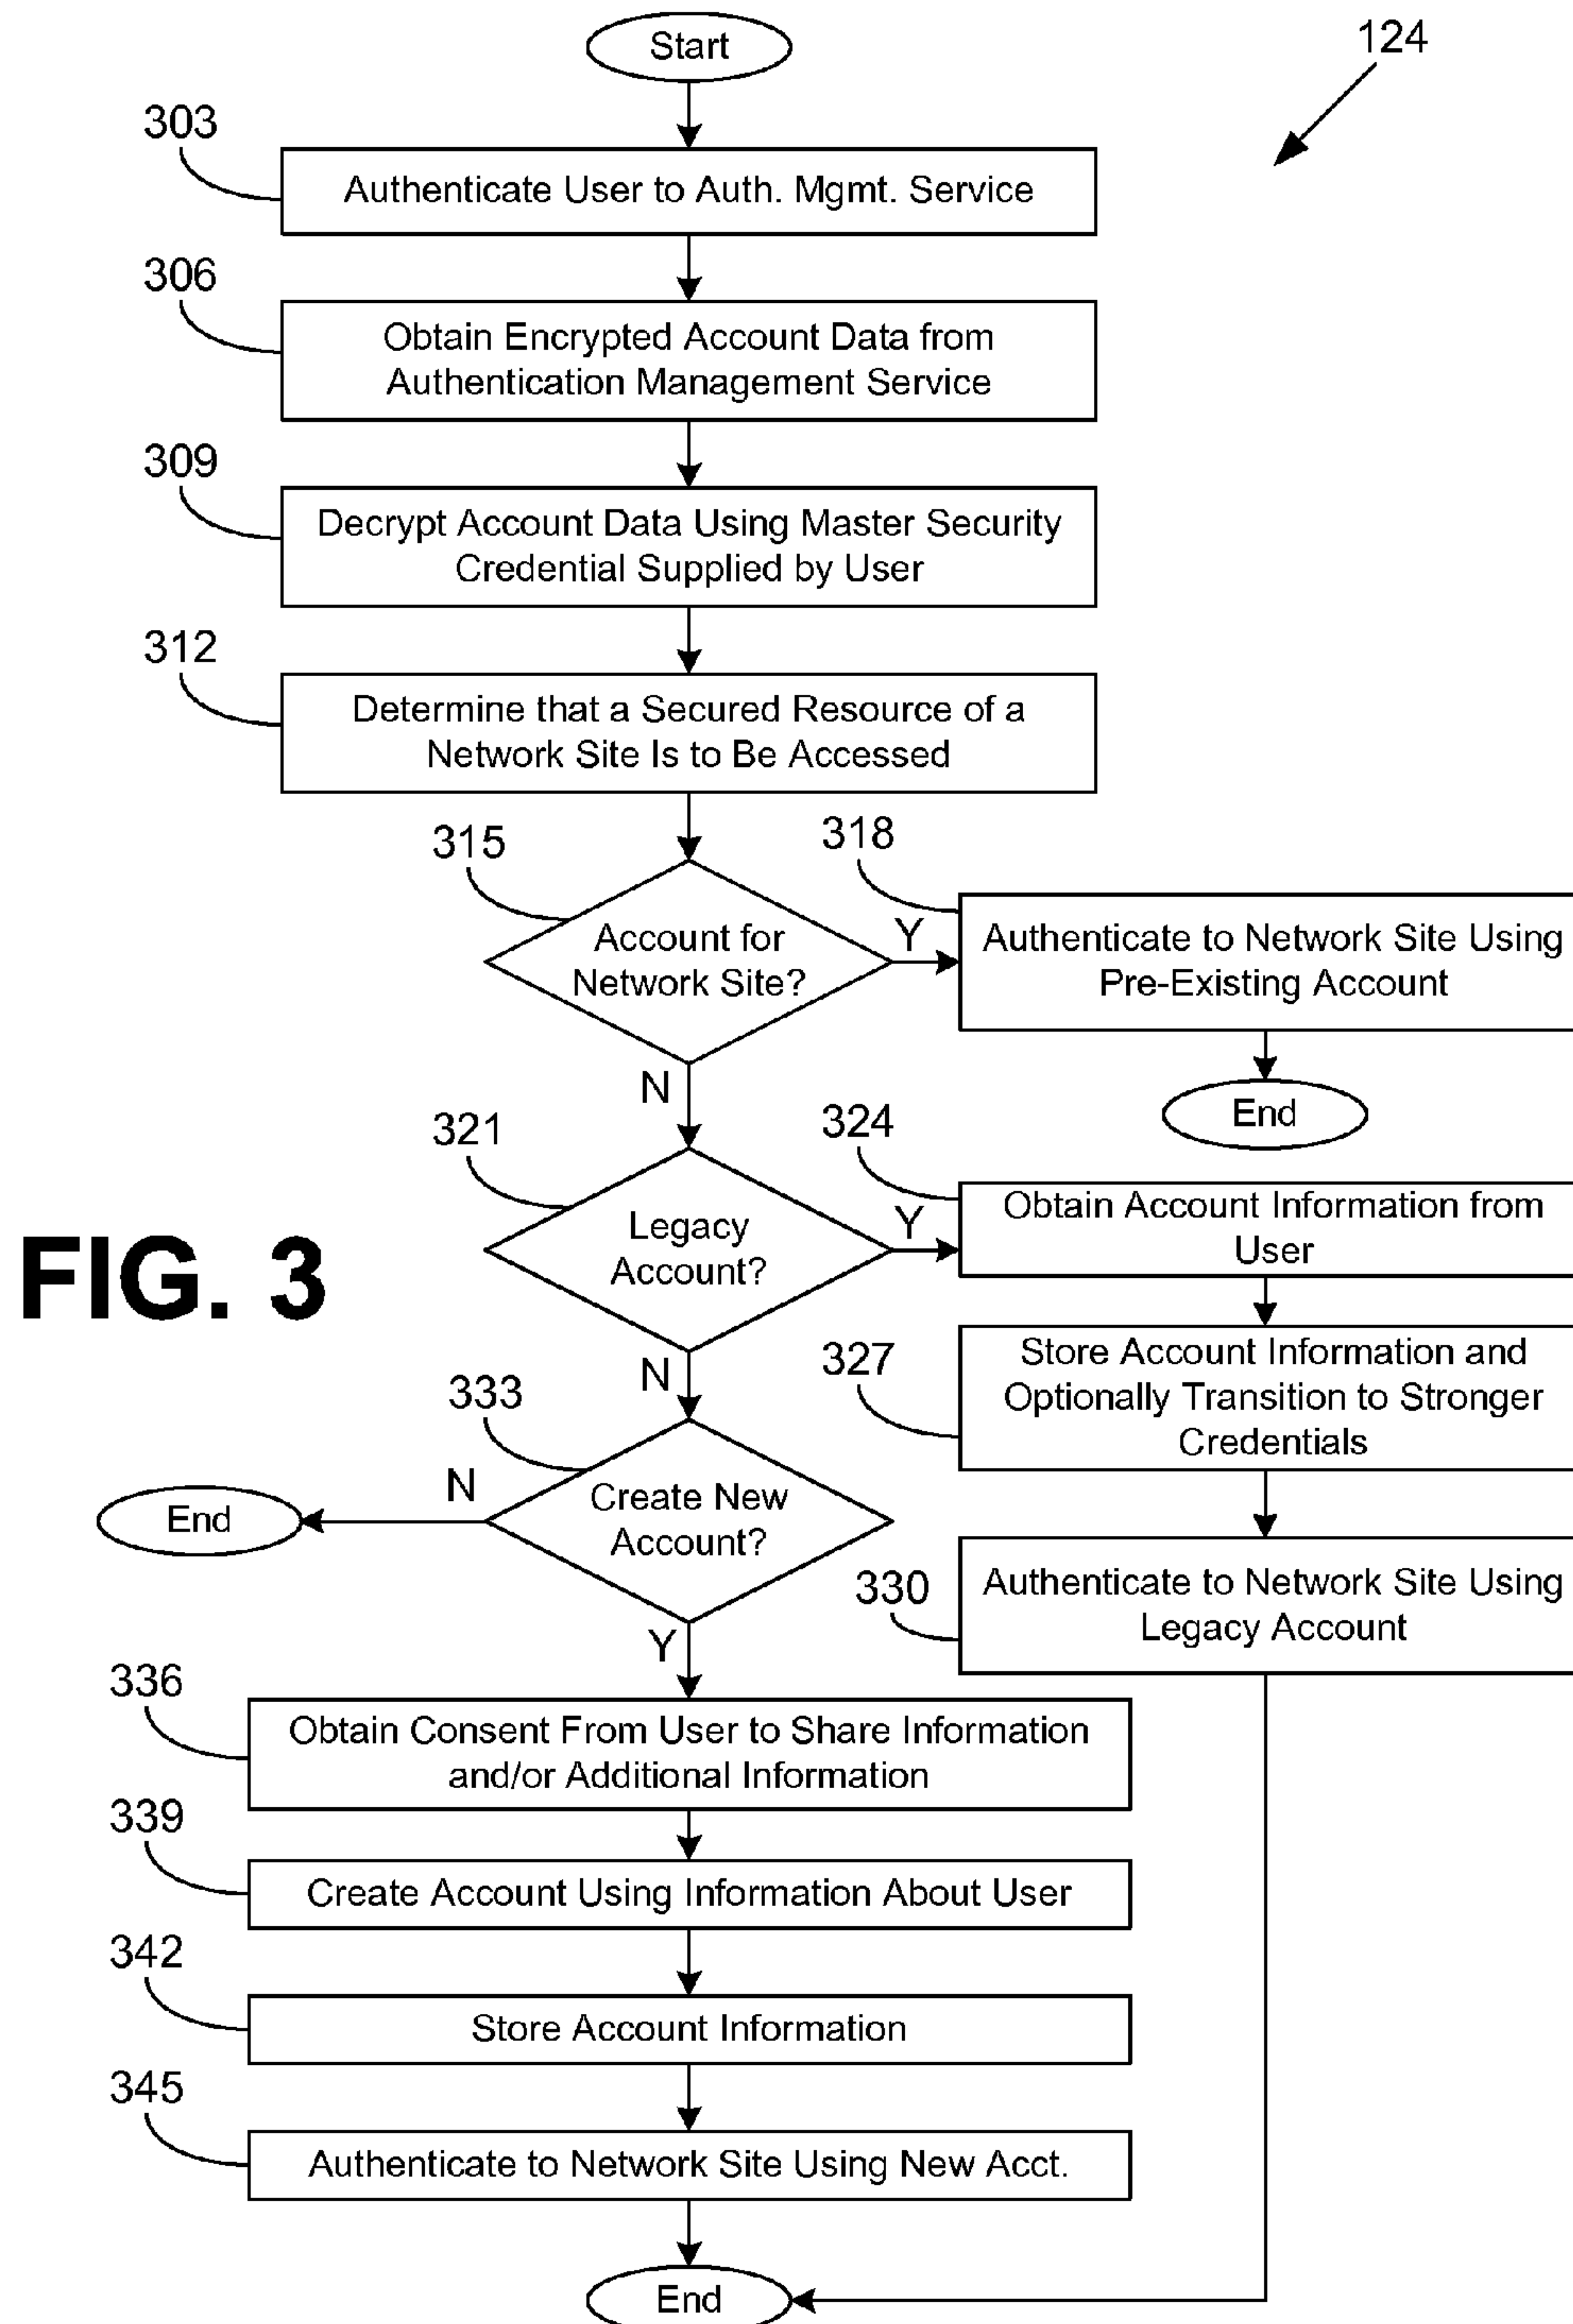 Start
124
303
Authenticate User to Auth. Mgmt. Service
306
Obtain Encrypted Account Data from
Authentication Management Service
309
Decrypt Account Data Using Master Security
Credential Supplied by User
312
Determine that a Secured Resource of a
Network Site Is to Be Accessed
315
Account for
Network Site?
Y
318
Authenticate to Network Site Using
Pre-Existing Account
End
N
321
Legacy
Account?
Y
324
Obtain Account Information from
User
327
Store Account Information and
Optionally Transition to Stronger
Credentials
330
Authenticate to Network Site Using
Legacy Account
FIG. 3
N
333
Create New
Account?
N
End
Y
336
Obtain Consent From User to Share Information
and/or Additional Information
339
Create Account Using Information About User
342
Store Account Information
345
Authenticate to Network Site Using New Acct.
End